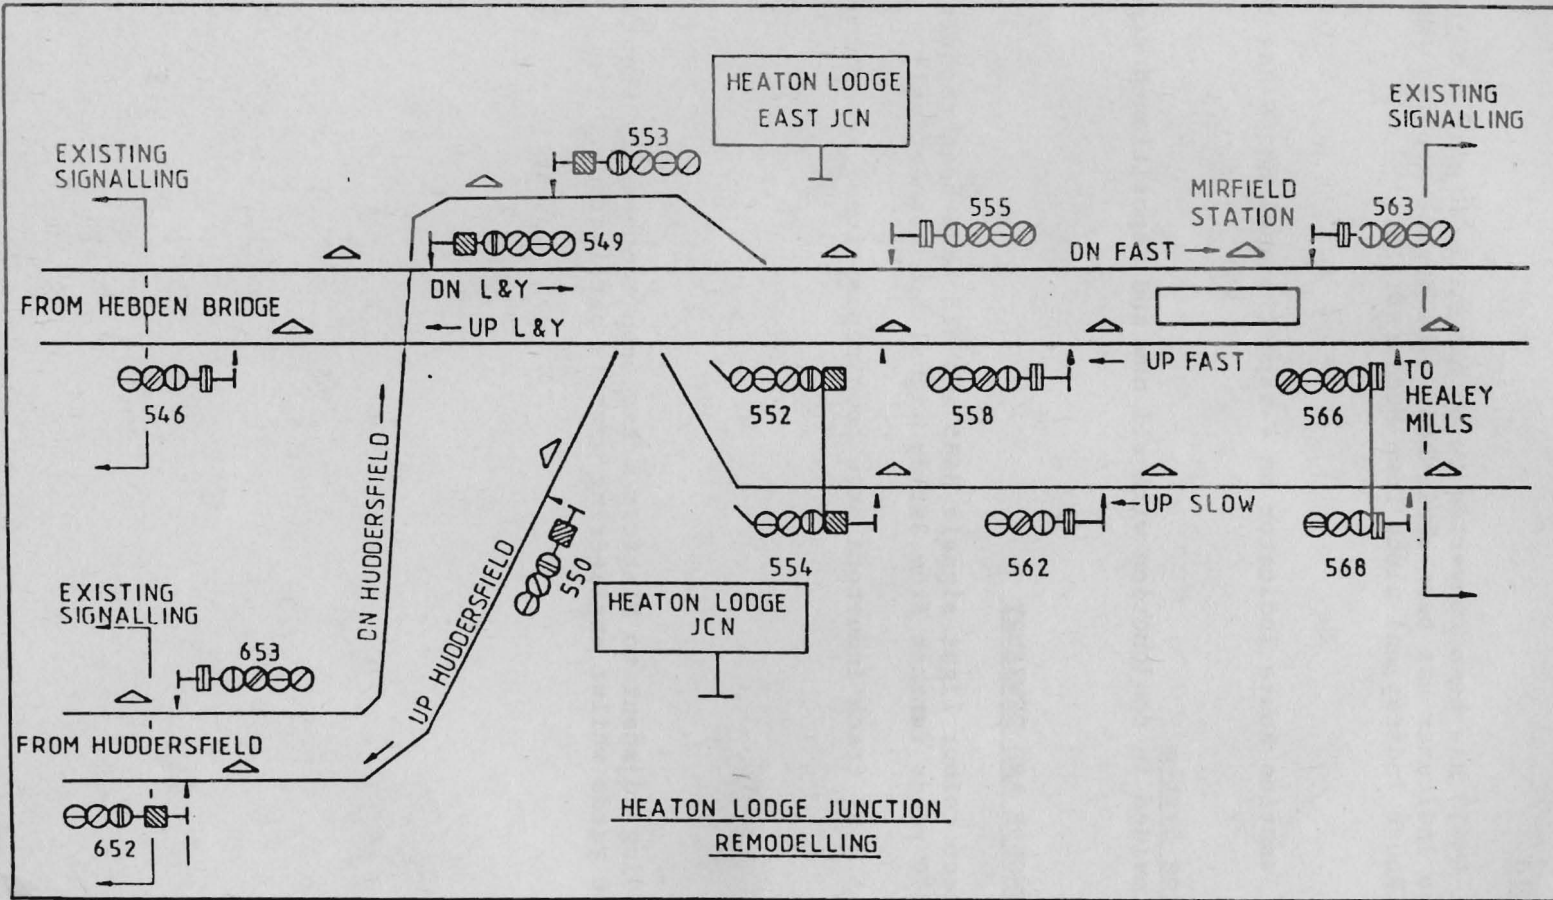 HEATON LODGE
EAST JCN
EXISTING
SIGNALLING
553
EXISTING
SIGNALLING
MIRFIELD
STATION
563
555
549
DN FAST
DN L&Y
FROM HEBDEN BRIDGE
UP L&Y
UP FAST
TO
HEALEY
MILLS
546
552
558
566
DN HUDDERSFIELD
UP SLOW
UP HUDDERSFIELD
550
554
562
568
HEATON LODGE
JCN
EXISTING
SIGNALLING
653
FROM HUDDERSFIELD
652
HEATON LODGE JUNCTION
REMODELLING